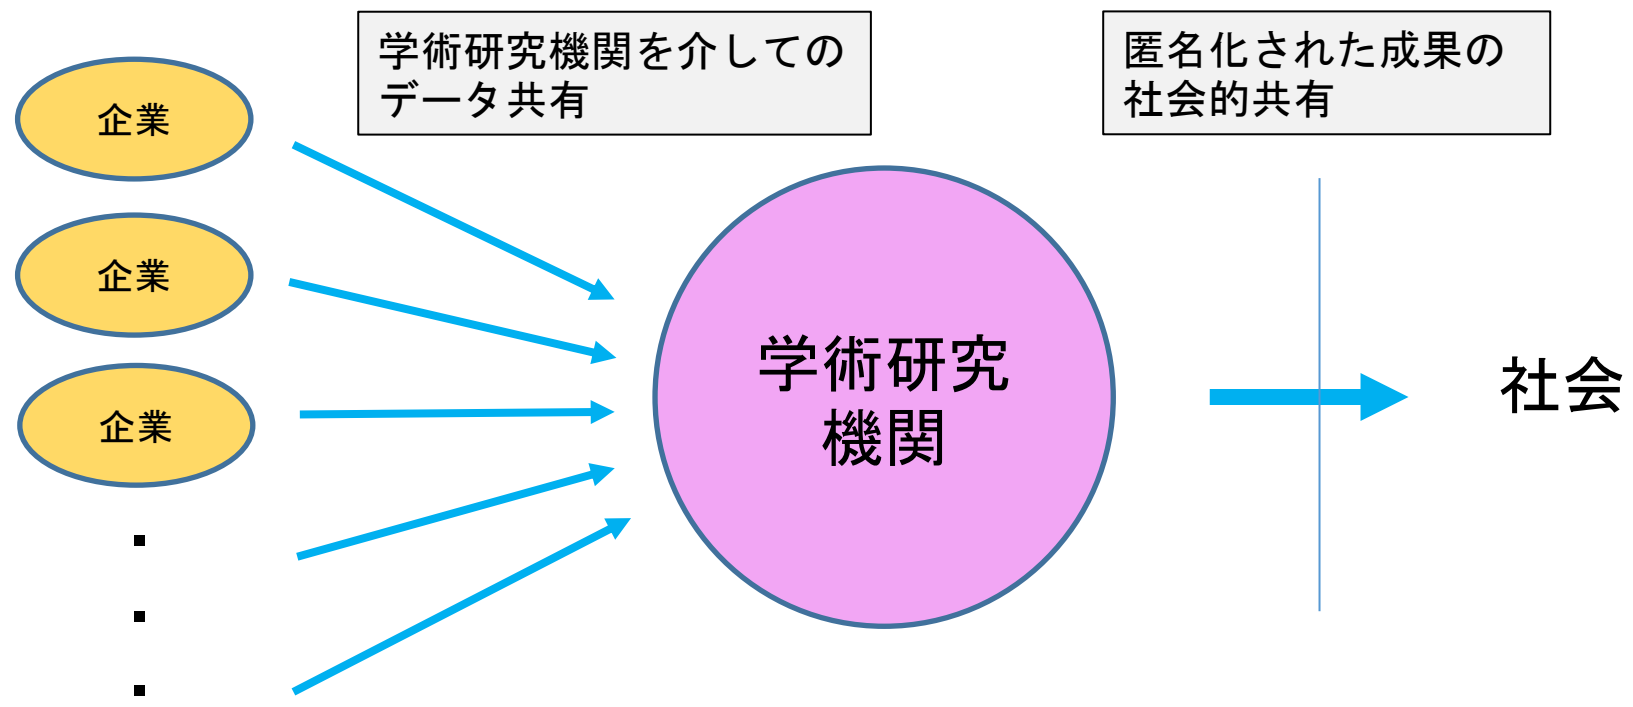 学術研究機関を介しての
データ共有
匿名化された成果の
社会的共有
企業
企業
企業
学術研究
機関
社会